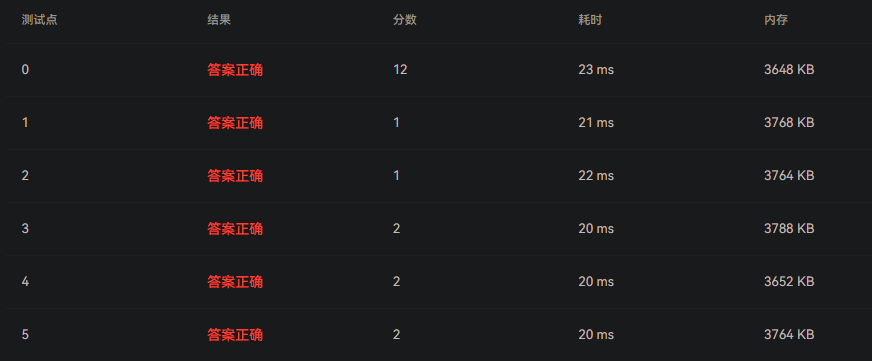 测试点 结果 分数 耗时 内存
0 答案正确 12 23 ms 3648 KB
1 答案正确 1 21 ms 3768 KB
2 答案正确 1 22 ms 3764 KB
3 答案正确 2 20 ms 3788 KB
4 答案正确 2 20 ms 3652 KB
5 答案正确 2 20 ms 3764 KB